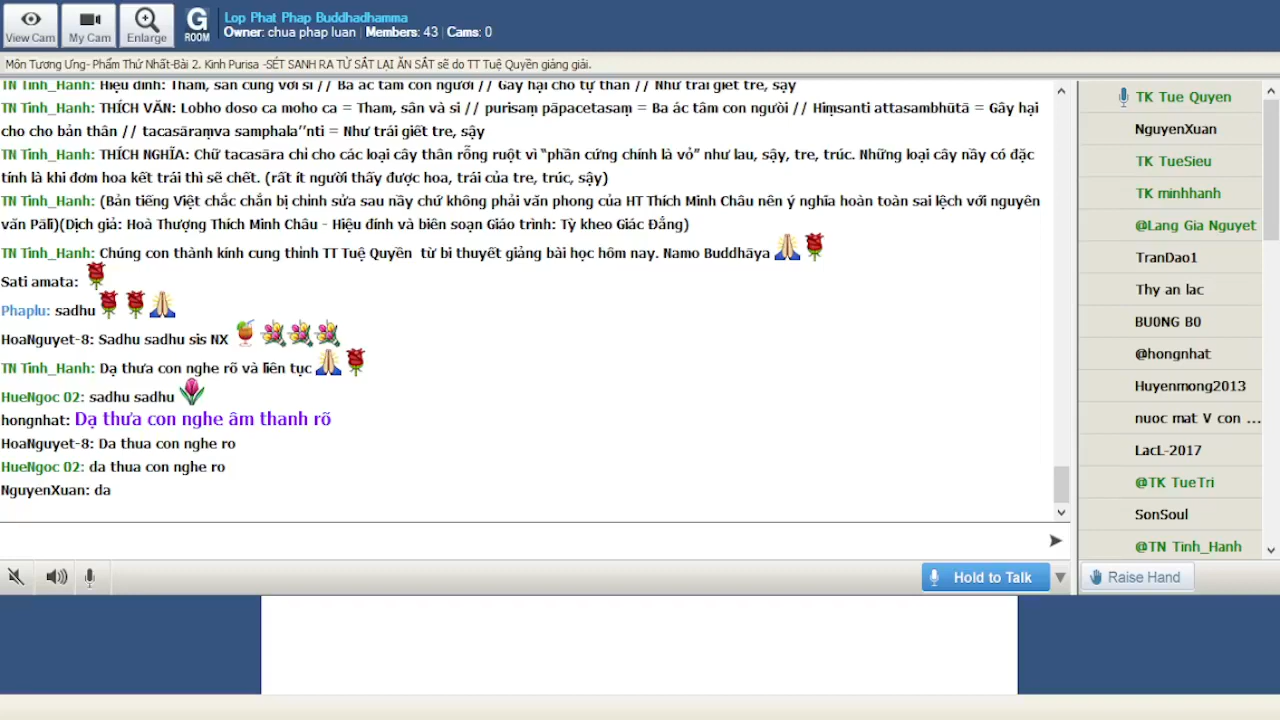 View Cam
My Cam
Enlarge
G
ROOM
Lop Phat Phap Buddhadhamma
Owner: chua phap luan | Members: 43 | Cams: 0
Môn Tương Ưng- Phẩm Thứ Nhất-Bài 2. Kinh Purisa -SÉT SANH RA TỪ SẮT LẠI ĂN SẮT sẽ do TT Tuệ Quyền giảng giải.
TN Tinh_Hanh: Hiệu đính: Tham, sân cùng với si // Ba ác tâm con người // Gây hại cho tự thân // Như trái giết tre, sậy
TN Tinh_Hanh: THÍCH VĂN: Lobho doso ca moho ca = Tham, sân và si // purisaṃ pāpacetasaṃ = Ba ác tâm con người // Hiṃsanti attasambhūtā = Gây hại
cho cho bản thân // tacasāraṃva samphala’’nti = Như trái giết tre, sậy
TN Tinh_Hanh: THÍCH NGHĨA: Chữ tacasāra chỉ cho các loại cây thân rỗng ruột vì “phần cứng chính là vỏ” như lau, sậy, tre, trúc. Những loại cây nầy có đặc
tính là khi đơm hoa kết trái thì sẽ chết. (rất ít người thấy được hoa, trái của tre, trúc, sậy)
TN Tinh_Hanh: (Bản tiếng Việt chắc chắn bị chỉnh sửa sau nầy chứ không phải văn phong của HT Thích Minh Châu nên ý nghĩa hoàn toàn sai lệch với nguyên
văn Pāli)(Dịch giả: Hoà Thượng Thích Minh Châu - Hiệu đính và biên soạn Giáo trình: Tỳ kheo Giác Đẳng)
TN Tinh_Hanh: Chúng con thành kính cung thỉnh TT Tuệ Quyền từ bi thuyết giảng bài học hôm nay. Namo Buddhāya
Sati amata:
Phaplu: sadhu
HoaNguyet-8: Sadhu sadhu sis NX
TN Tinh_Hanh: Dạ thưa con nghe rõ và liên tục
HueNgoc 02: sadhu sadhu
hongnhat: Dạ thưa con nghe âm thanh rõ
HoaNguyet-8: Da thua con nghe ro
HueNgoc 02: da thua con nghe ro
NguyenXuan: da
Hold to Talk
TK Tue Quyen
NguyenXuan
TK TueSieu
TK minhhanh
@Lang Gia Nguyet
TranDao1
Thy an lac
BU0NG B0
@hongnhat
Huyenmong2013
nuoc mat V con ...
LacL-2017
@TK TueTri
SonSoul
@TN Tinh_Hanh
Raise Hand